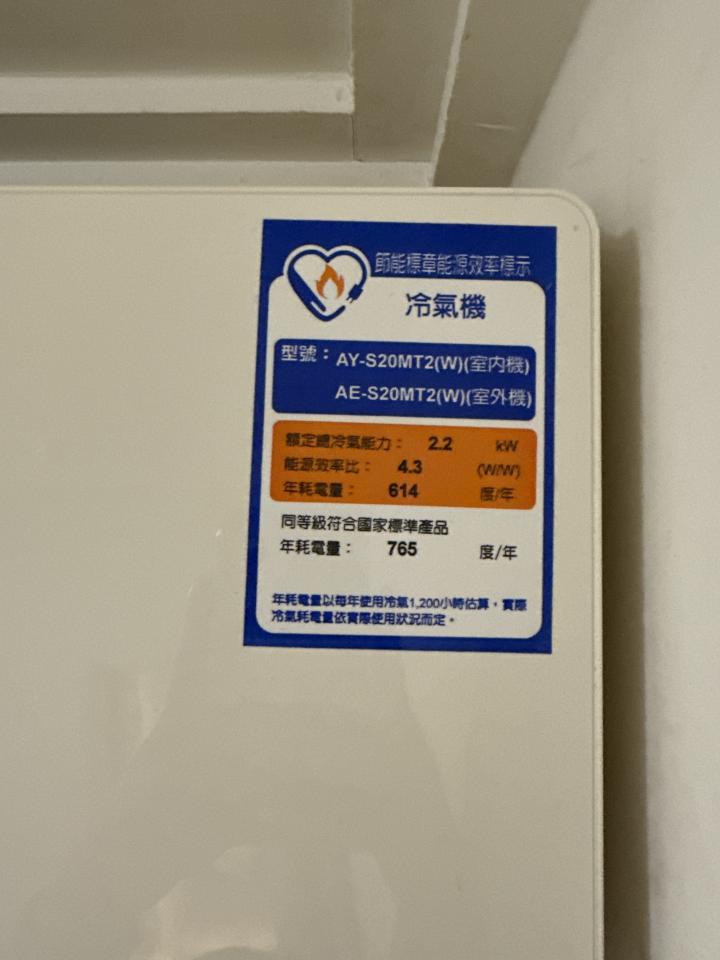 節能標章能源效率標示
冷氣機
型號：AY-S20MT2(W)(室內機)
AE-S20MT2(W)(室外機)
額定總冷氣能力： 2.2 kW
能源效率比： 4.3 (W/W)
年耗電量： 614 度/年
同等級符合國家標準產品
年耗電量： 765 度/年
年耗電量以每年使用冷氣1,200小時估算，實際
冷氣耗電量依實際使用狀況而定。